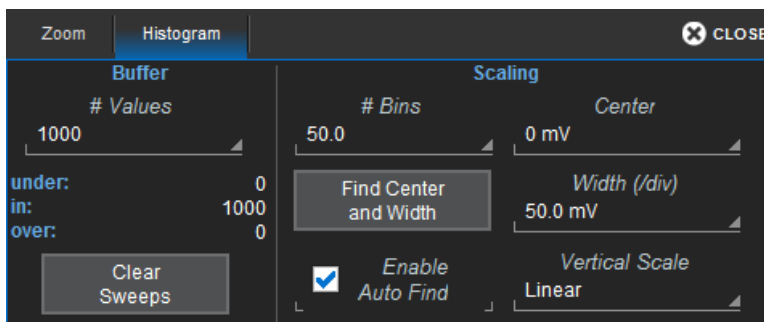 Zoom
Histogram
CLOSE
Buffer
Scaling
# Values
1000
# Bins
50.0
Center
0 mV
under: 0
in: 1000
over: 0
Find Center
and Width
Width (/div)
50.0 mV
Clear
Sweeps
Enable
Auto Find
Vertical Scale
Linear